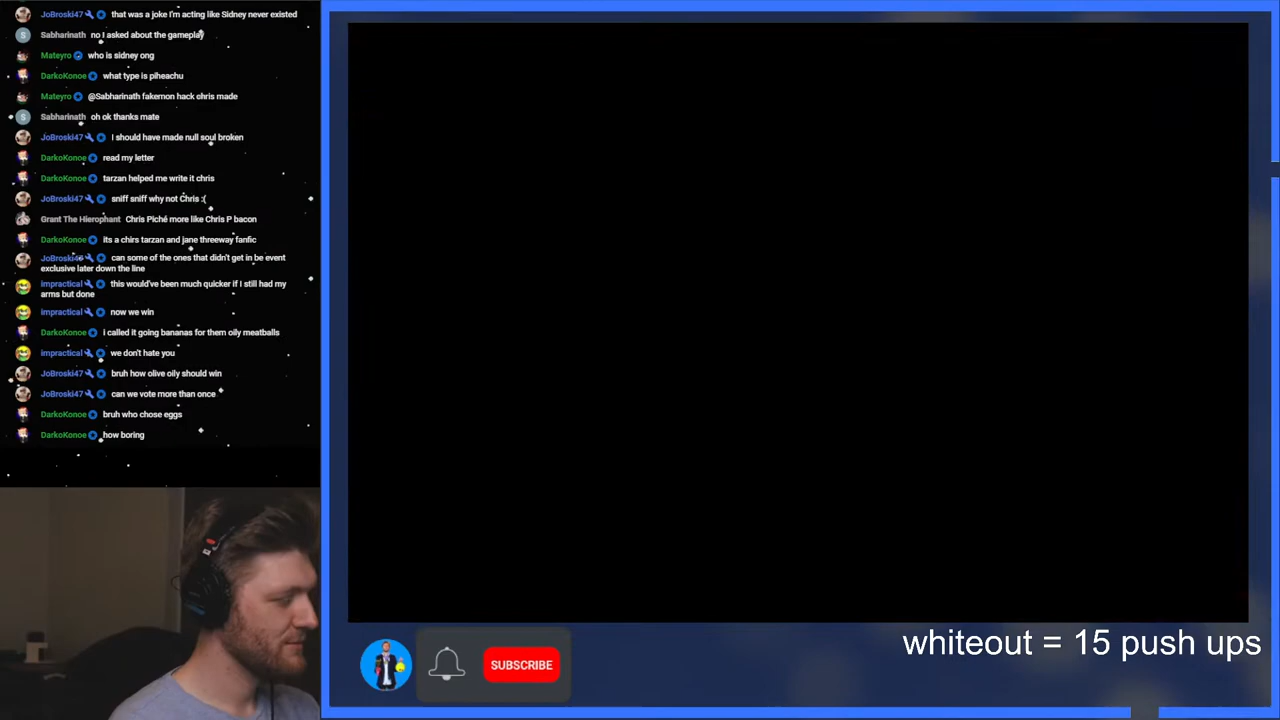 JoBroski47 that was a joke I'm acting like Sidney never existed
S Sabharinath no I asked about the gameplay
Mateyro who is sidney ong
DarkoKonoe what type is piheachu
Mateyro @Sabharinath fakemon hack chris made
S Sabharinath oh ok thanks mate
JoBroski47 I should have made null soul broken
DarkoKonoe read my letter
DarkoKonoe tarzan helped me write it chris
JoBroski47 sniff sniff why not Chris :(
Grant The Hierophant Chris Piché more like Chris P bacon
DarkoKonoe its a chirs tarzan and jane threeway fanfic
JoBroski47 can some of the ones that didn't get in be event
exclusive later down the line
impractical this would've been much quicker if I still had my
arms but done
impractical now we win
DarkoKonoe i called it going bananas for them oily meatballs
impractical we don't hate you
JoBroski47 bruh how olive oily should win
JoBroski47 can we vote more than once
DarkoKonoe bruh who chose eggs
DarkoKonoe how boring
SUBSCRIBE
whiteout = 15 push ups